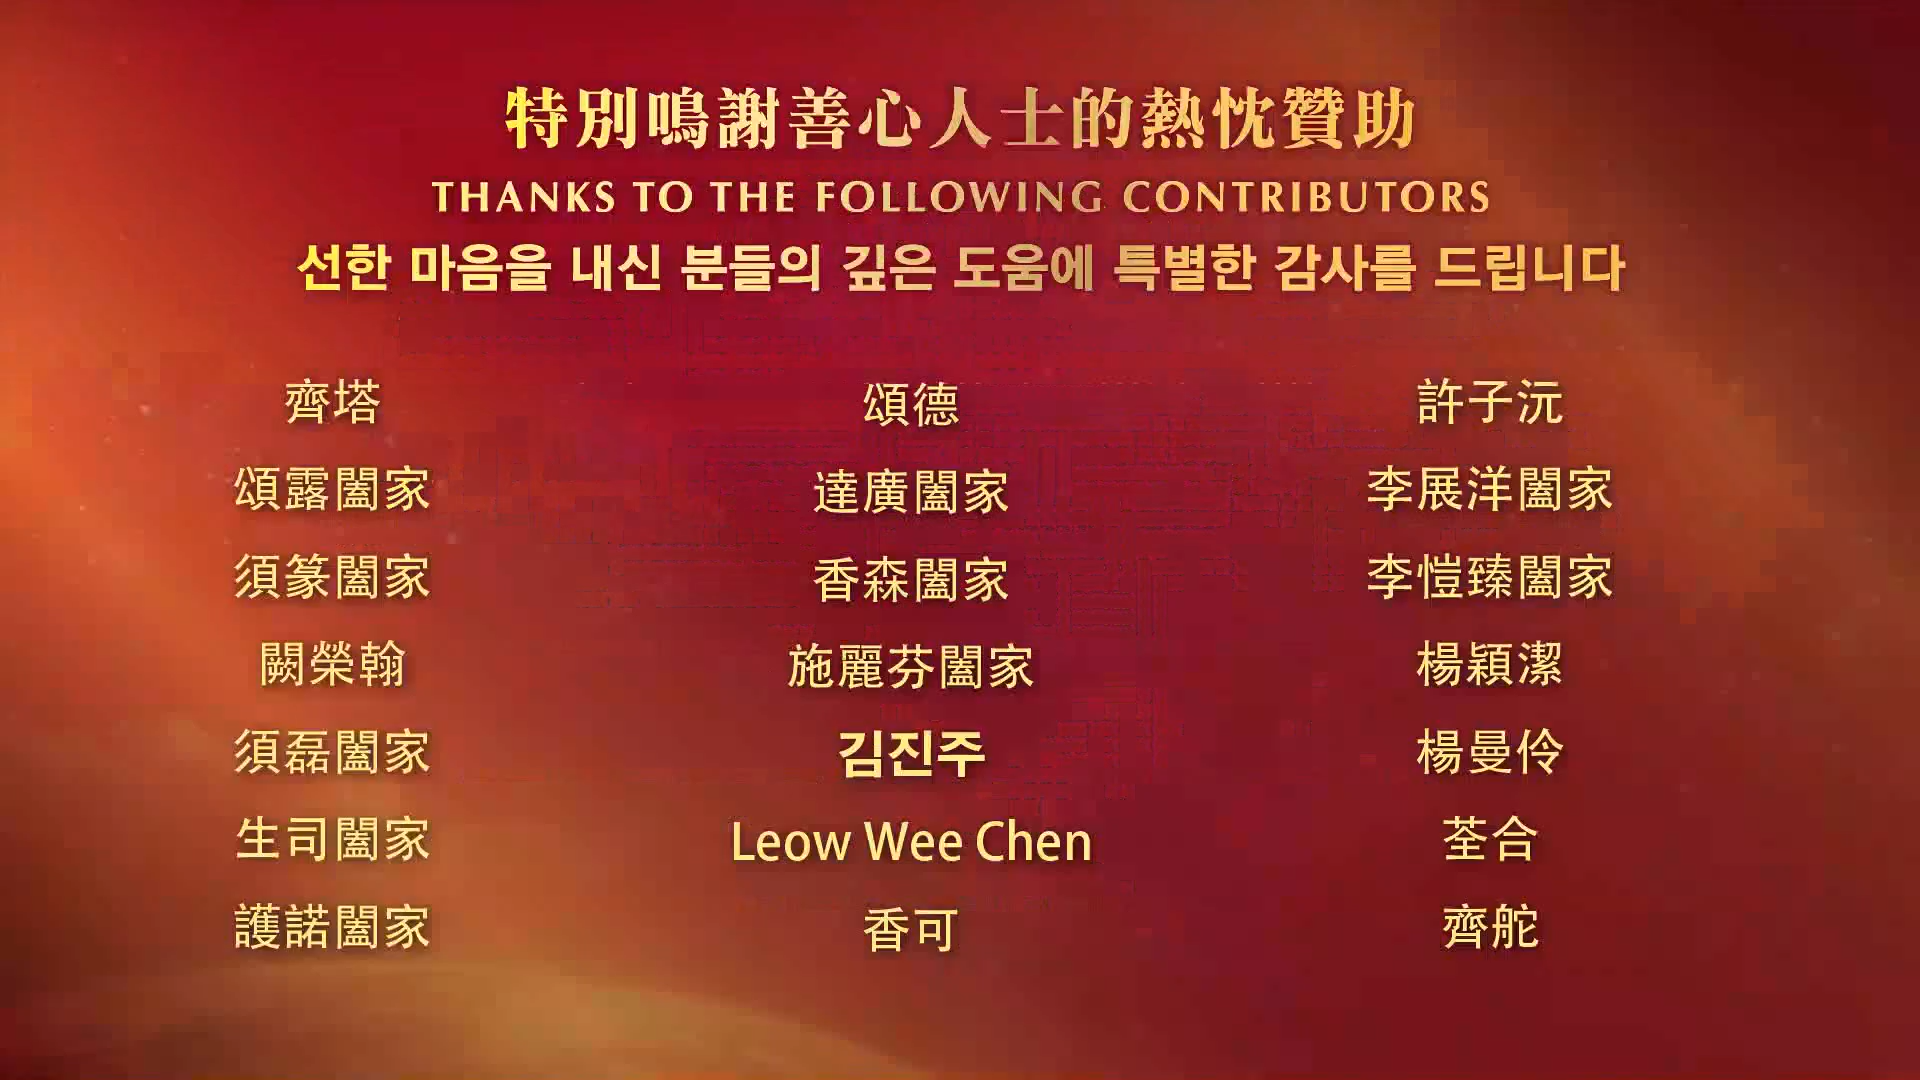 特別鳴謝善心人士的熱忱贊助
THANKS TO THE FOLLOWING CONTRIBUTORS
선한 마음을 내신 분들의 깊은 도움에 특별한 감사를 드립니다
齊塔 頌德 許子沅
頌露闔家 達廣闔家 李展洋闔家
須篆闔家 香森闔家 李愷臻闔家
闕榮翰 施麗芬闔家 楊穎潔
須磊闔家 김진주 楊曼伶
生司闔家 Leow Wee Chen 荃合
護諾闔家 香可 齊舵